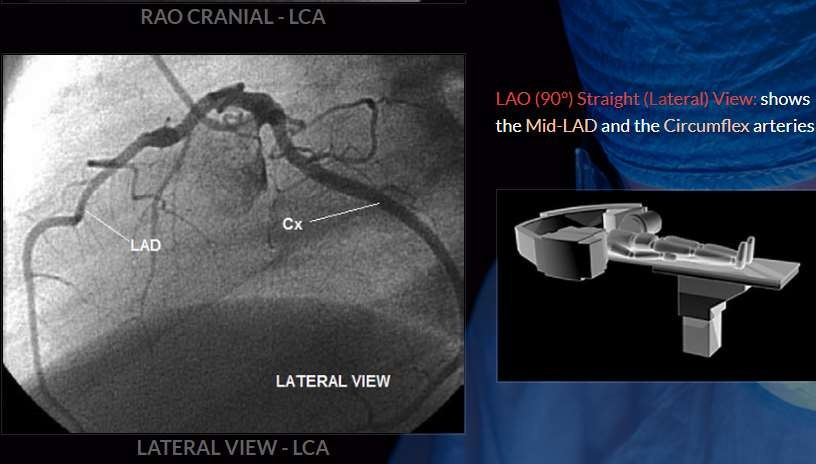 RAO CRANIAL - LCA
LAD
Cx
LATERAL VIEW
LATERAL VIEW - LCA
LAO (90º) Straight (Lateral) View: shows
the Mid-LAD and the Circumflex arteries